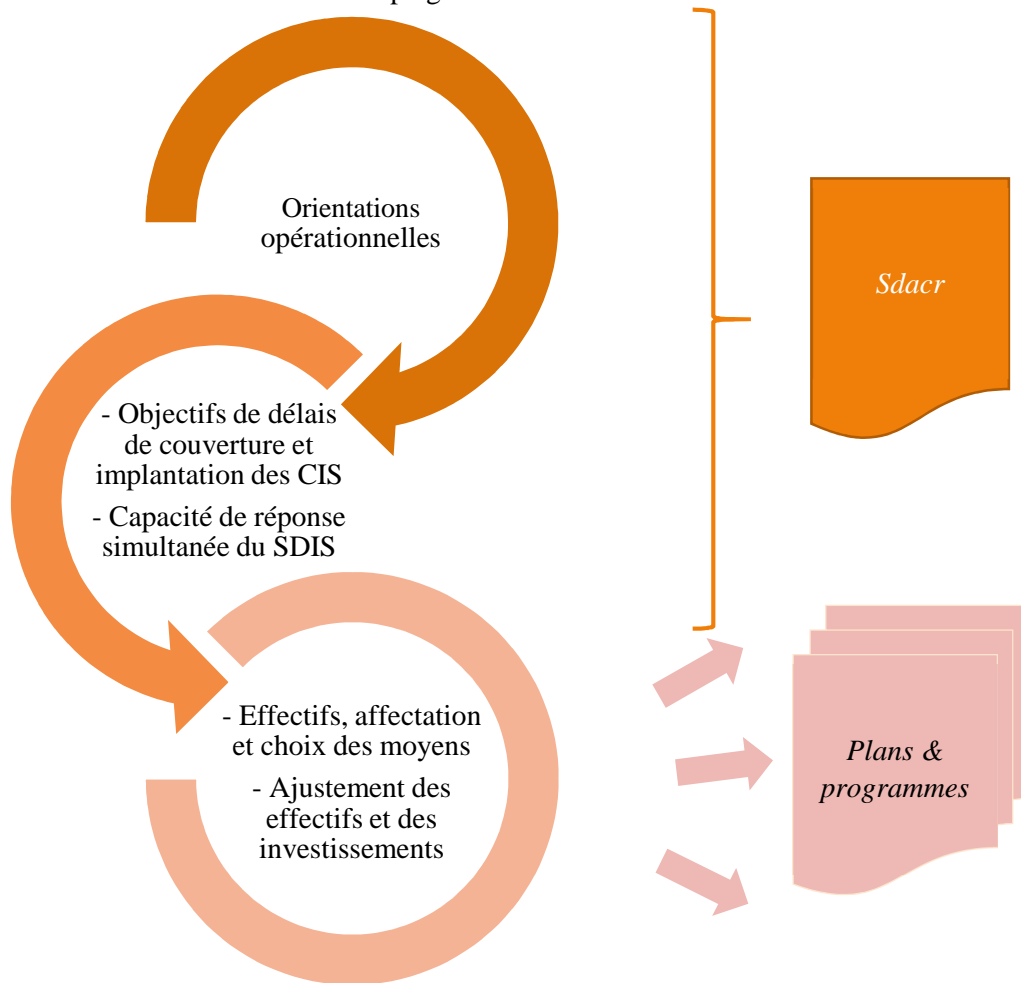 Orientations
opérationnelles
Sdacr
- Objectifs de délais
de couverture et
implantation des CIS
- Capacité de réponse
simultanée du SDIS
- Effectifs, affectation
et choix des moyens
- Ajustement des
effectifs et des
investissements
Plans &
programmes